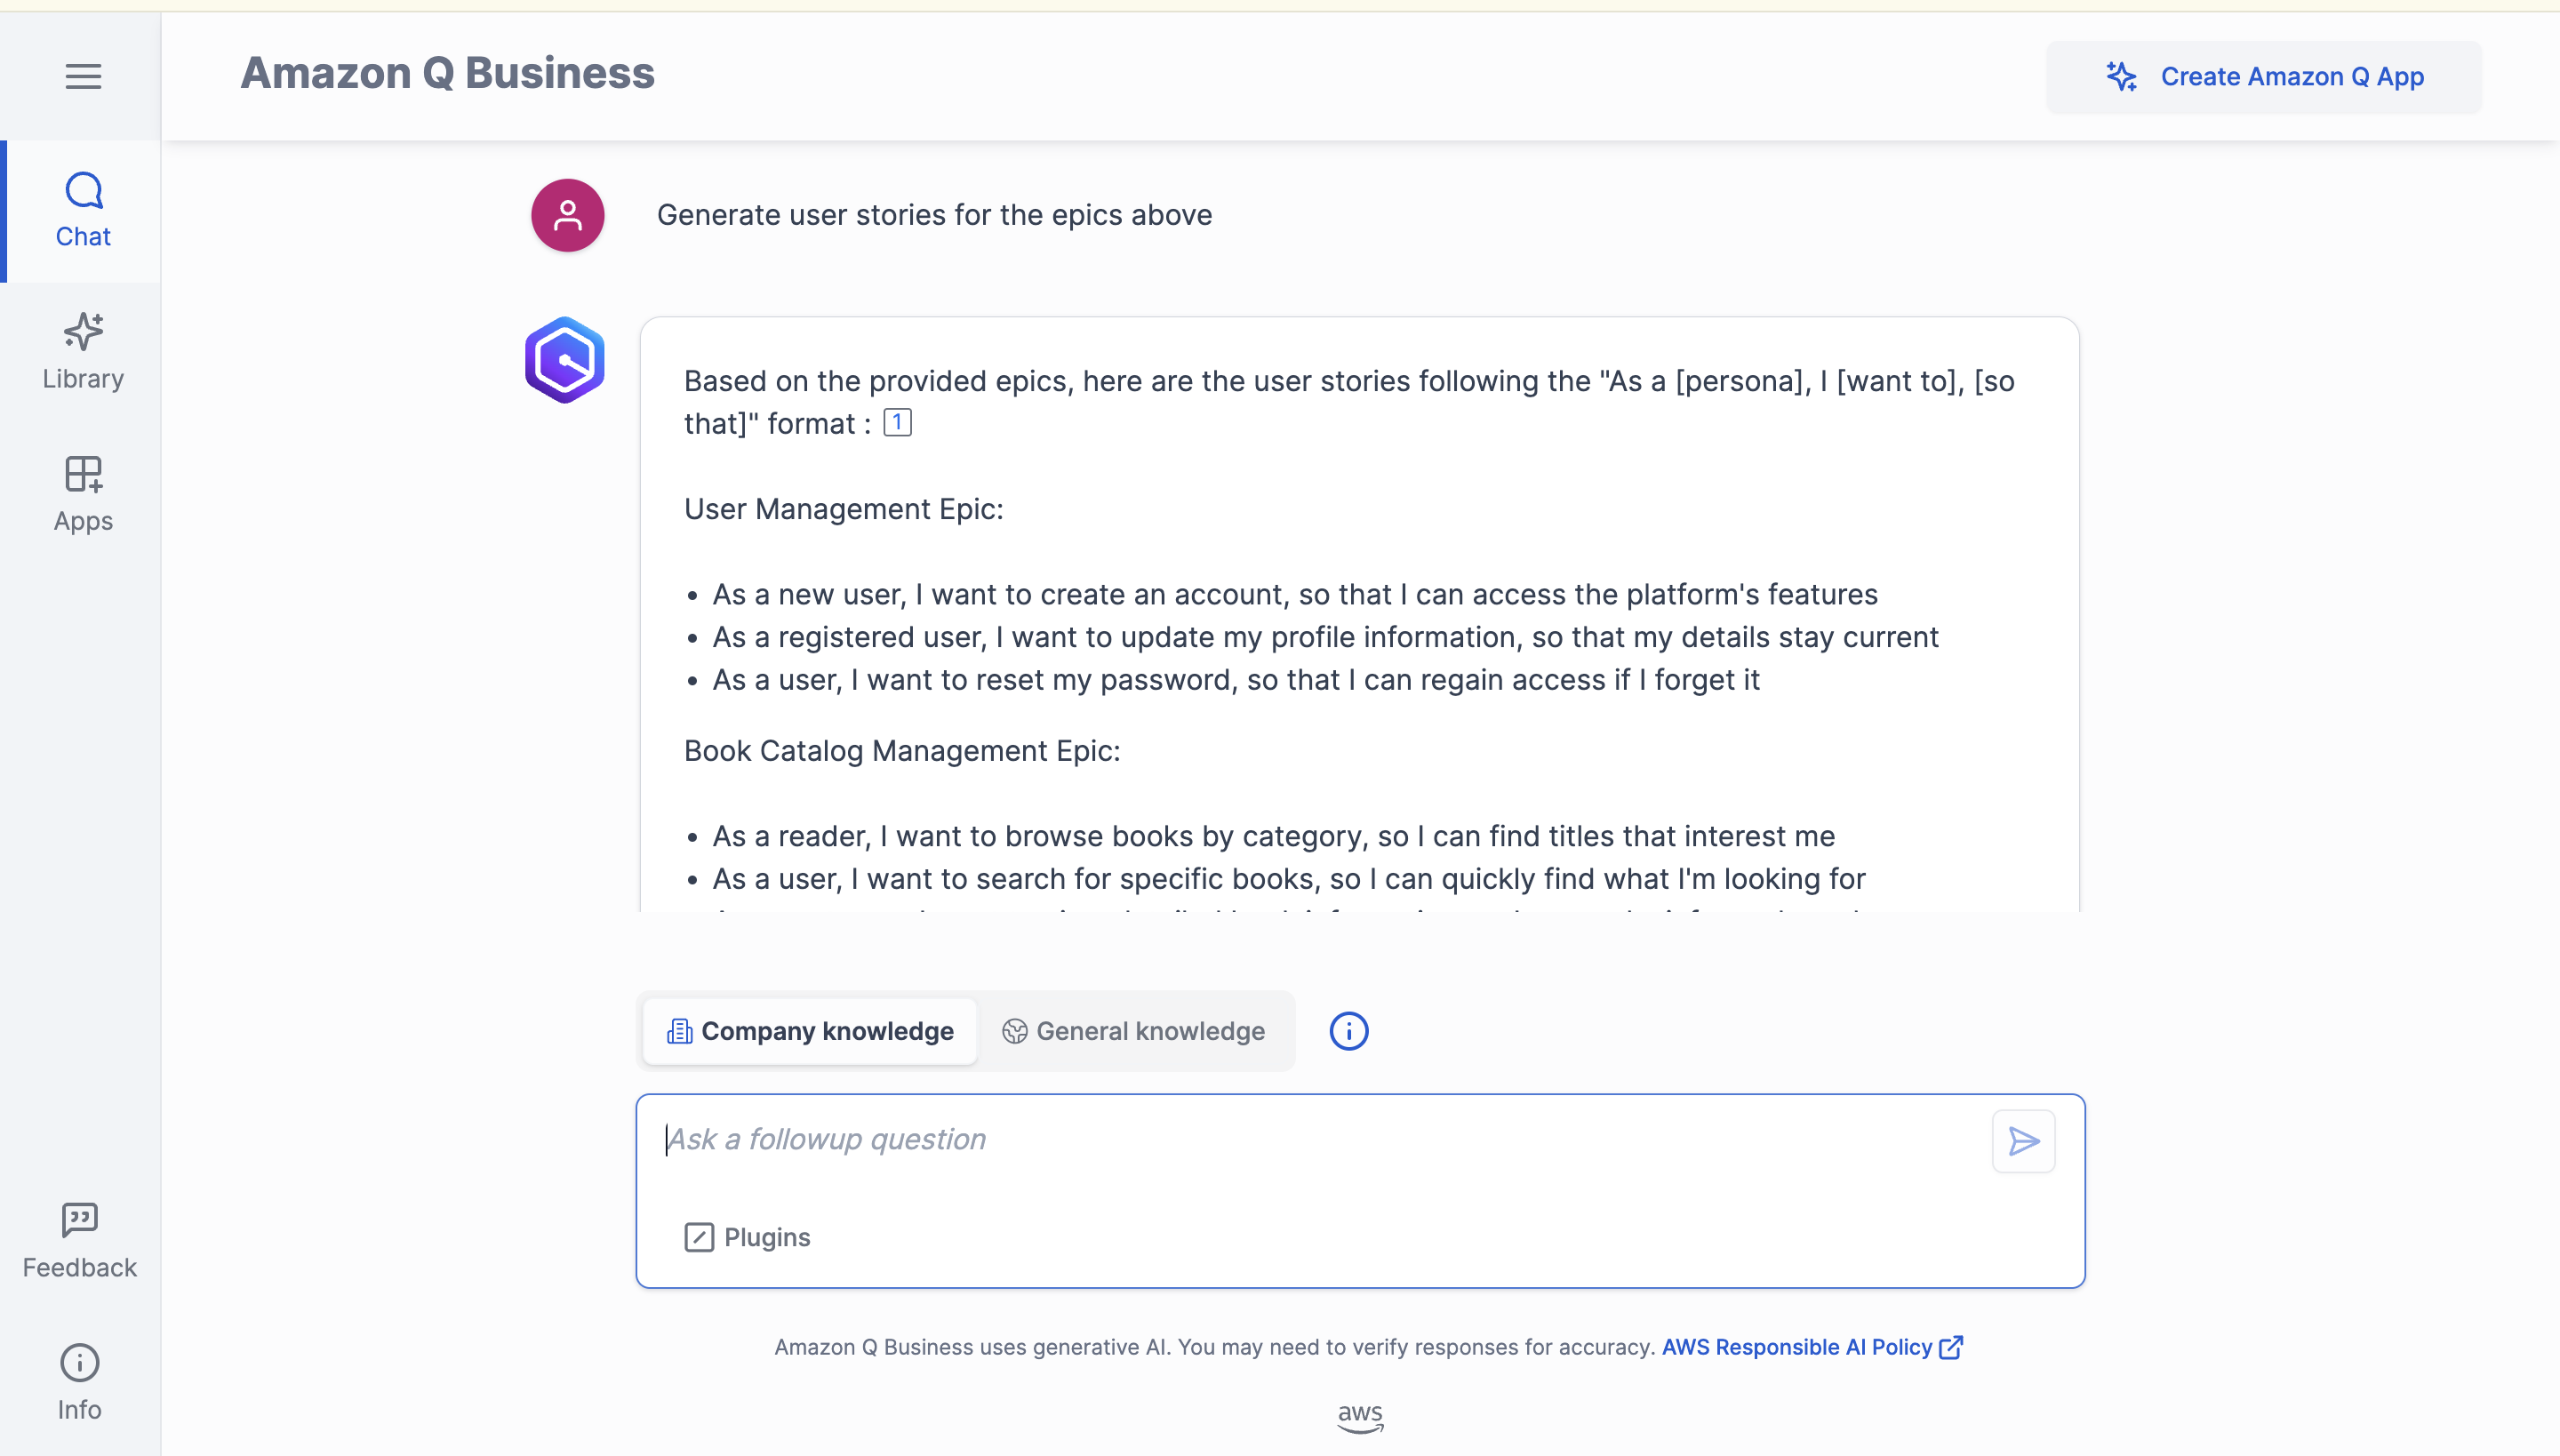 Amazon Q Business
Create Amazon Q App
Chat
Library
Apps
Generate user stories for the epics above
Based on the provided epics, here are the user stories following the "As a [persona], I [want to], [so
that]" format : 1
User Management Epic:
• As a new user, I want to create an account, so that I can access the platform's features
• As a registered user, I want to update my profile information, so that my details stay current
• As a user, I want to reset my password, so that I can regain access if I forget it
Book Catalog Management Epic:
• As a reader, I want to browse books by category, so I can find titles that interest me
• As a user, I want to search for specific books, so I can quickly find what I'm looking for
Company knowledge
General knowledge
Ask a followup question
Plugins
Feedback
Info
Amazon Q Business uses generative AI. You may need to verify responses for accuracy. AWS Responsible AI Policy
aws